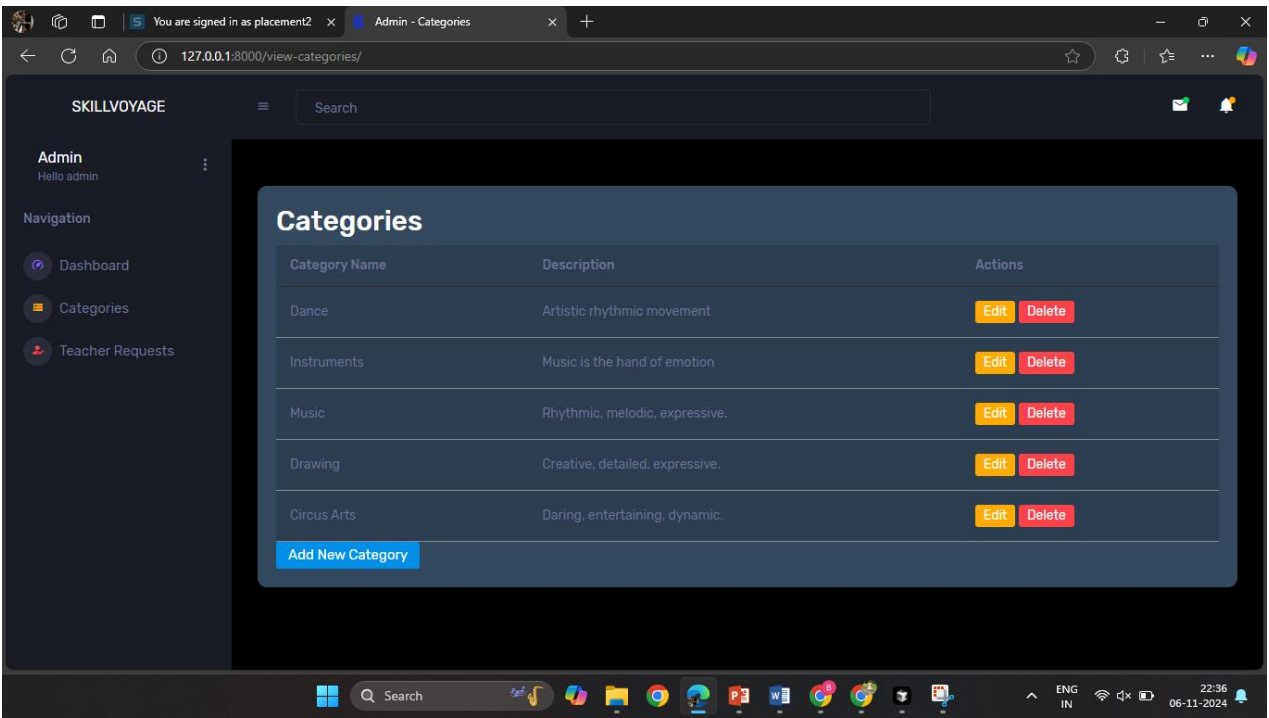 You are signed in as placement2
Admin - Categories
127.0.0.1:8000/view-categories/
SKILLVOYAGE
Search
Admin
Hello admin
Navigation
Dashboard
Categories
Teacher Requests
Categories
Category Name Description Actions
Dance Artistic rhythmic movement Edit Delete
Instruments Music is the hand of emotion Edit Delete
Music Rhythmic, melodic, expressive. Edit Delete
Drawing Creative, detailed, expressive. Edit Delete
Circus Arts Daring, entertaining, dynamic. Edit Delete
Add New Category
Search
ENG
IN
22:36
06-11-2024